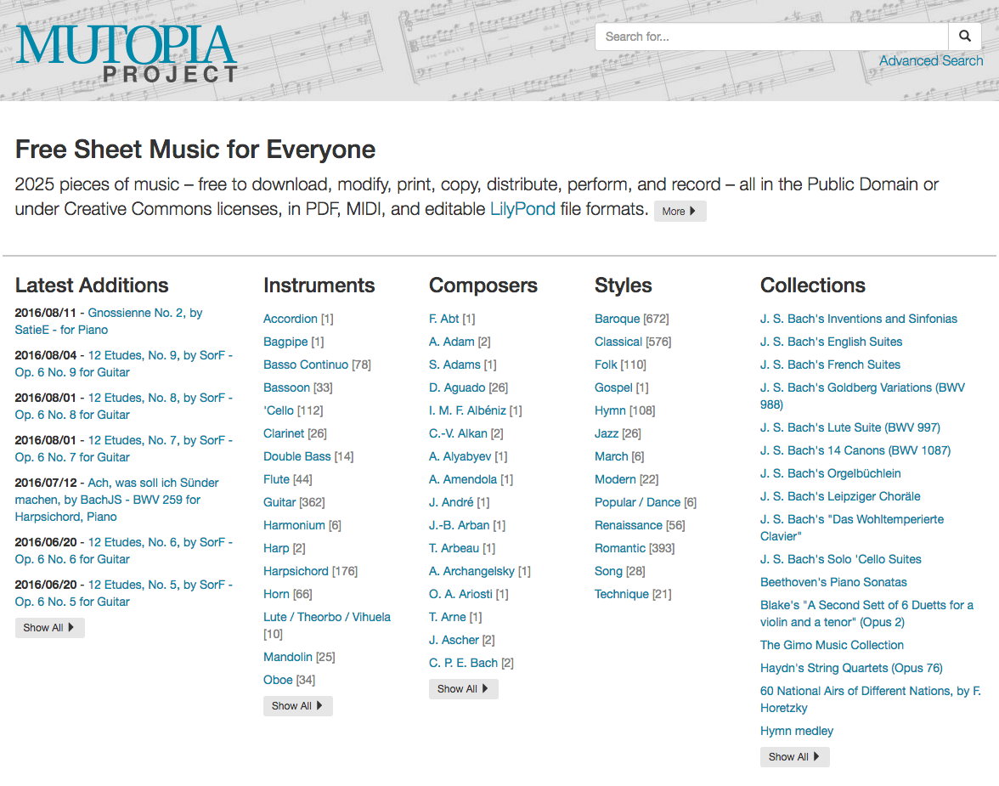 MUTOPIA
PROJECT
Search for...
Advanced Search
Free Sheet Music for Everyone
2025 pieces of music – free to download, modify, print, copy, distribute, perform, and record – all in the Public Domain or
under Creative Commons licenses, in PDF, MIDI, and editable LilyPond file formats. More
Latest Additions
2016/08/11 - Gnossienne No. 2, by
SatieE - for Piano
2016/08/04 - 12 Etudes, No. 9, by SorF -
Op. 6 No. 9 for Guitar
2016/08/01 - 12 Etudes, No. 8, by SorF -
Op. 6 No. 8 for Guitar
2016/08/01 - 12 Etudes, No. 7, by SorF -
Op. 6 No. 7 for Guitar
2016/07/12 - Ach, was soll ich Sünder
machen, by BachJS - BWV 259 for
Harpsichord, Piano
2016/06/20 - 12 Etudes, No. 6, by SorF -
Op. 6 No. 6 for Guitar
2016/06/20 - 12 Etudes, No. 5, by SorF -
Op. 6 No. 5 for Guitar
Show All
Instruments
Accordion [1]
Bagpipe [1]
Basso Continuo [78]
Bassoon [33]
'Cello [112]
Clarinet [26]
Double Bass [14]
Flute [44]
Guitar [362]
Harmonium [6]
Harp [2]
Harpsichord [176]
Horn [66]
Lute / Theorbo / Vihuela
[10]
Mandolin [25]
Oboe [34]
Show All
Composers
F. Abt [1]
A. Adam [2]
S. Adams [1]
D. Aguado [26]
I. M. F. Albéniz [1]
C.-V. Alkan [2]
A. Alyabyev [1]
A. Amendola [1]
J. André [1]
J.-B. Arban [1]
T. Arbeau [1]
A. Archangelsky [1]
O. A. Ariosti [1]
T. Arne [1]
J. Ascher [2]
C. P. E. Bach [2]
Show All
Styles
Baroque [672]
Classical [576]
Folk [110]
Gospel [1]
Hymn [108]
Jazz [26]
March [6]
Modern [22]
Popular / Dance [6]
Renaissance [56]
Romantic [393]
Song [28]
Technique [21]
Collections
J. S. Bach's Inventions and Sinfonias
J. S. Bach's English Suites
J. S. Bach's French Suites
J. S. Bach's Goldberg Variations (BWV
988)
J. S. Bach's Lute Suite (BWV 997)
J. S. Bach's 14 Canons (BWV 1087)
J. S. Bach's Orgelbüchlein
J. S. Bach's Leipziger Choräle
J. S. Bach's "Das Wohltemperierte
Clavier"
J. S. Bach's Solo 'Cello Suites
Beethoven's Piano Sonatas
Blake's "A Second Sett of 6 Duetts for a
violin and a tenor" (Opus 2)
The Gimo Music Collection
Haydn's String Quartets (Opus 76)
60 National Airs of Different Nations, by F.
Horetzky
Hymn medley
Show All